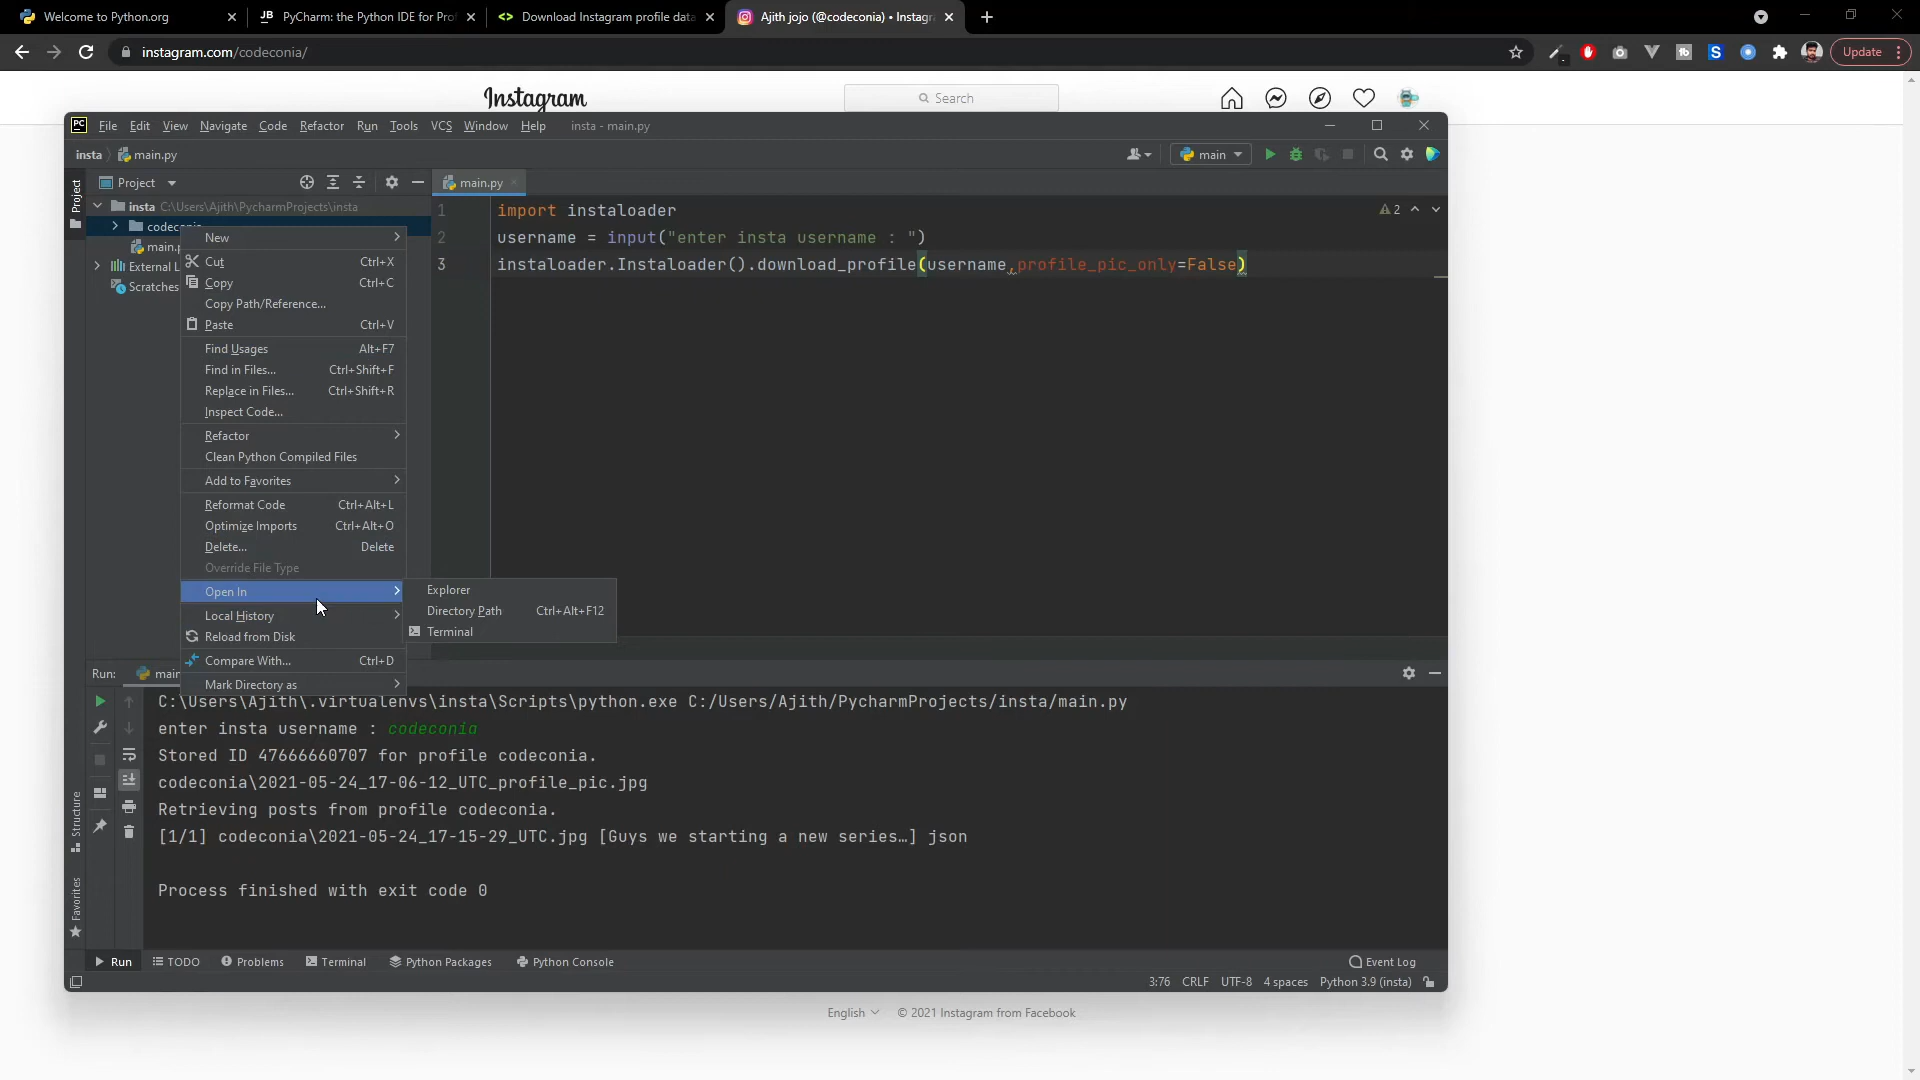 Welcome to Python.org
JB PyCharm: the Python IDE for Prof
<> Download Instagram profile data
Ajith jojo (@codeconia) • Instagr
instagram.com/codeconia/
Update
Instagram
Search
PC File Edit View Navigate Code Refactor Run Tools VCS Window Help insta - main.py
insta main.py
main
Project
Project
main.py
insta C:\Users\Ajith\PycharmProjects\insta
codeconia
main.p
External L
Scratches
1 import instaloader
2 username = input("enter insta username : ")
3 instaloader.Instaloader().download_profile(username,profile_pic_only=False)
2
New
Cut Ctrl+X
Copy Ctrl+C
Copy Path/Reference...
Paste Ctrl+V
Find Usages Alt+F7
Find in Files... Ctrl+Shift+F
Replace in Files... Ctrl+Shift+R
Inspect Code...
Refactor
Clean Python Compiled Files
Add to Favorites
Reformat Code Ctrl+Alt+L
Optimize Imports Ctrl+Alt+O
Delete... Delete
Override File Type
Open In
Local History
Reload from Disk
Compare With... Ctrl+D
Mark Directory as
Explorer
Directory Path Ctrl+Alt+F12
Terminal
Run: main
C:\Users\Ajith\.virtualenvs\insta\Scripts\python.exe C:/Users/Ajith/PycharmProjects/insta/main.py
enter insta username : codeconia
Stored ID 47666660707 for profile codeconia.
codeconia\2021-05-24_17-06-12_UTC_profile_pic.jpg
Retrieving posts from profile codeconia.
[1/1] codeconia\2021-05-24_17-15-29_UTC.jpg [Guys we starting a new series…] json
Process finished with exit code 0
Structure
Favorites
Run TODO Problems Terminal Python Packages Python Console Event Log
3:76 CRLF UTF-8 4 spaces Python 3.9 (insta)
English © 2021 Instagram from Facebook